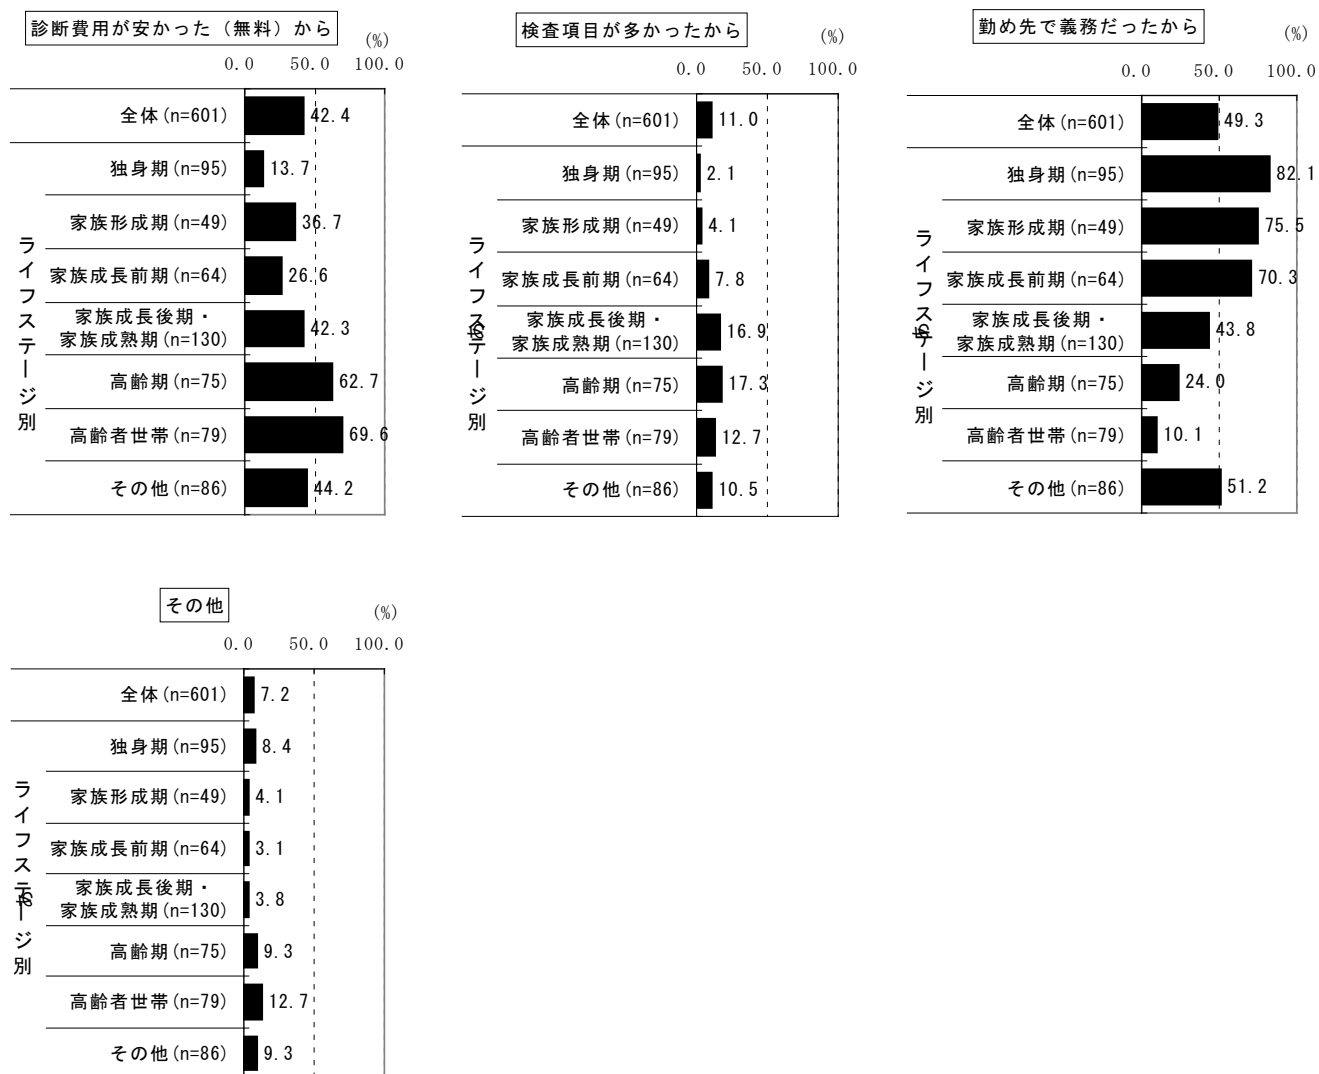 診断費用が安かった（無料）から
(%)
0.0 50.0 100.0
全体(n=601) 42.4
独身期(n=95) 13.7
家族形成期(n=49) 36.7
家族成長前期(n=64) 26.6
家族成長後期・
家族成熟期(n=130) 42.3
高齢期(n=75) 62.7
高齢者世帯(n=79) 69.6
その他(n=86) 44.2
ライフステージ別
検査項目が多かったから
(%)
0.0 50.0 100.0
全体(n=601) 11.0
独身期(n=95) 2.1
家族形成期(n=49) 4.1
家族成長前期(n=64) 7.8
家族成長後期・
家族成熟期(n=130) 16.9
高齢期(n=75) 17.3
高齢者世帯(n=79) 12.7
その他(n=86) 10.5
ライフステージ別
勤め先で義務だったから
(%)
0.0 50.0 100.0
全体(n=601) 49.3
独身期(n=95) 82.1
家族形成期(n=49) 75.5
家族成長前期(n=64) 70.3
家族成長後期・
家族成熟期(n=130) 43.8
高齢期(n=75) 24.0
高齢者世帯(n=79) 10.1
その他(n=86) 51.2
ライフステージ別
その他
(%)
0.0 50.0 100.0
全体(n=601) 7.2
独身期(n=95) 8.4
家族形成期(n=49) 4.1
家族成長前期(n=64) 3.1
家族成長後期・
家族成熟期(n=130) 3.8
高齢期(n=75) 9.3
高齢者世帯(n=79) 12.7
その他(n=86) 9.3
ライフステージ別